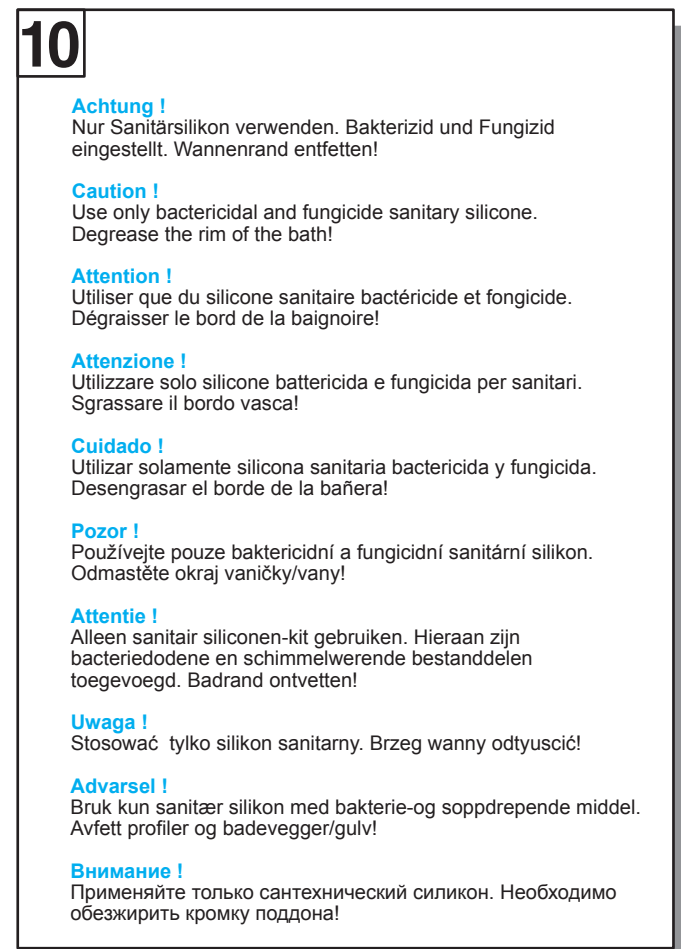 10
Achtung !
Nur Sanitärsilikon verwenden. Bakterizid und Fungizid
eingestellt. Wannenrand entfetten!
Caution !
Use only bactericidal and fungicide sanitary silicone.
Degrease the rim of the bath!
Attention !
Utiliser que du silicone sanitaire bactéricide et fongicide.
Dégraisser le bord de la baignoire!
Attenzione !
Utilizzare solo silicone battericida e fungicida per sanitari.
Sgrassare il bordo vasca!
Cuidado !
Utilizar solamente silicona sanitaria bactericida y fungicida.
Desengrasar el borde de la bañera!
Pozor !
Používejte pouze baktericidní a fungicidní sanitární silikon.
Odmastěte okraj vaničky/vany!
Attentie !
Alleen sanitair siliconen-kit gebruiken. Hieraan zijn
bacteriedodene en schimmelwerende bestanddelen
toegevoegd. Badrand ontvetten!
Uwaga !
Stosować  tylko silikon sanitarny. Brzeg wanny odtyuscić!
Advarsel !
Bruk kun sanitær silikon med bakterie-og soppdrepende middel.
Avfett profiler og badevegger/gulv!
Внимание !
Применяйте только сантехнический силикон. Необходимо
обезжирить кромку поддона!